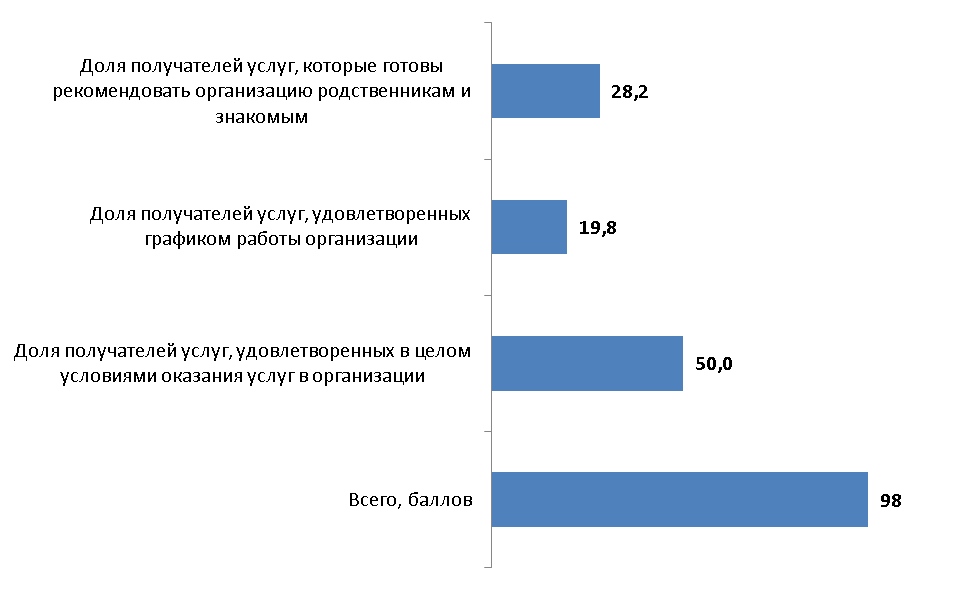 Доля получателей услуг, которые готовы
рекомендовать организацию родственникам и
знакомым
28,2
Доля получателей услуг, удовлетворенных
графиком работы организации
19,8
Доля получателей услуг, удовлетворенных в целом
условиями оказания услуг в организации
50,0
Всего, баллов
98